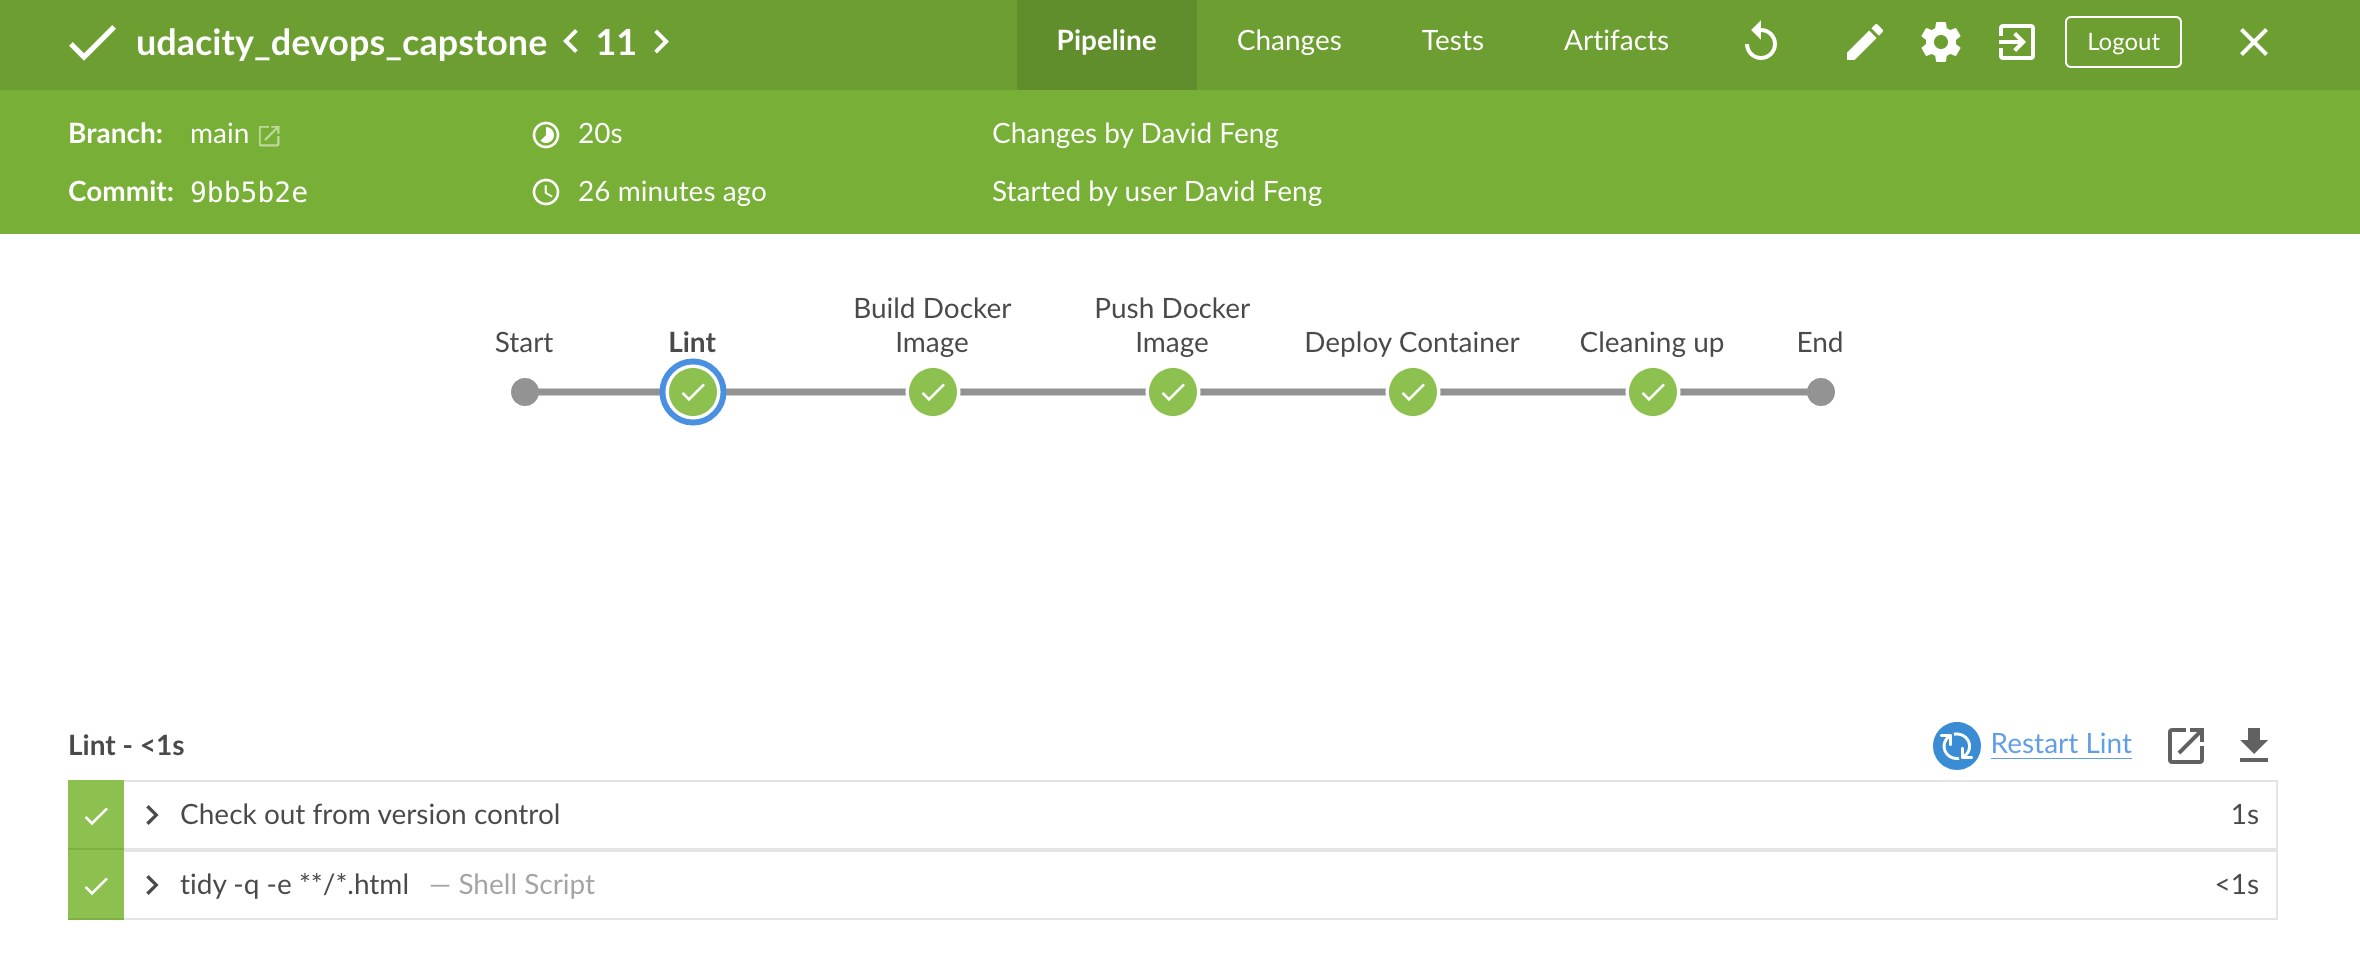 udacity_devops_capstone < 11 >
Pipeline
Changes
Tests
Artifacts
Logout
Branch: main
20s
Changes by David Feng
Commit: 9bb5b2e
26 minutes ago
Started by user David Feng
Start
Lint
Build Docker
Image
Push Docker
Image
Deploy Container
Cleaning up
End
Lint - <1s
Restart Lint
Check out from version control
1s
tidy -q -e **/*.html — Shell Script
<1s